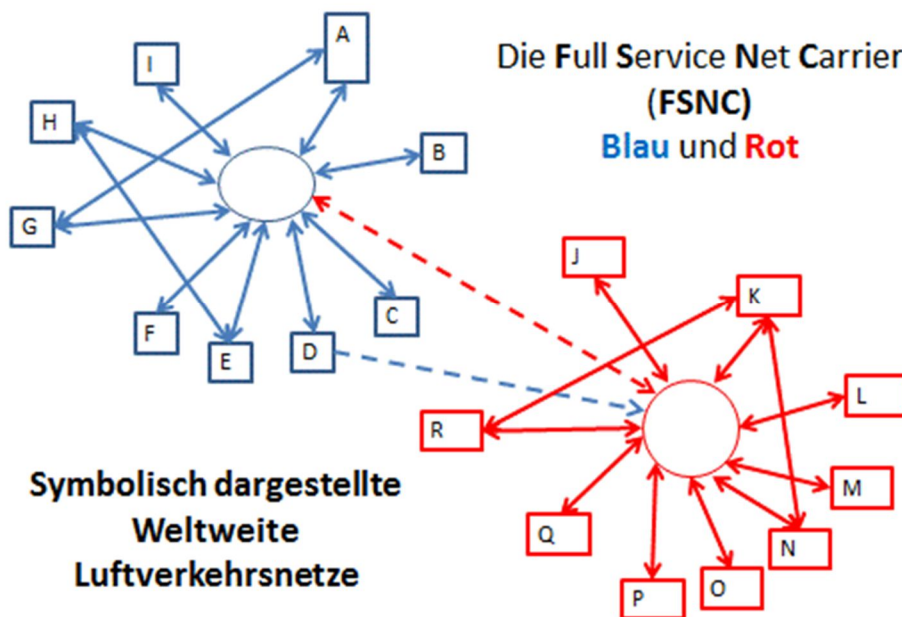 Die Full Service Net Carrier
(FSNC)
Blau und Rot
A
I
H
B
G
F
E
D
C
J
K
L
R
M
Q
N
P
O
Symbolisch dargestellte
Weltweite
Luftverkehrsnetze